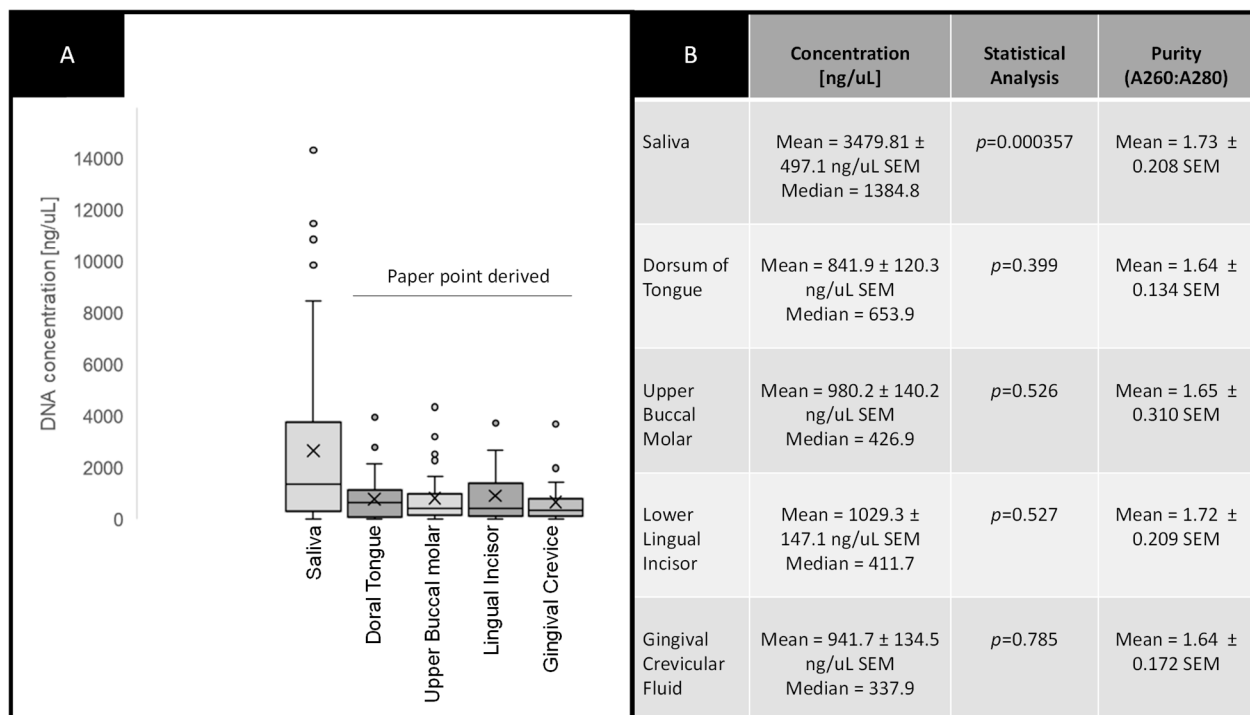 A
DNA concentration [ng/uL]
14000
12000
10000
8000
6000
4000
2000
0
Paper point derived
Saliva
Doral Tongue
Upper Buccal molar
Lingual Incisor
Gingival Crevice
B
Concentration
[ng/uL]
Statistical
Analysis
Purity
(A260:A280)
Saliva
Mean = 3479.81 ±
497.1 ng/uL SEM
Median = 1384.8
p=0.000357
Mean = 1.73 ±
0.208 SEM
Dorsum of
Tongue
Mean = 841.9 ± 120.3
ng/uL SEM
Median = 653.9
p=0.399
Mean = 1.64 ±
0.134 SEM
Upper
Buccal
Molar
Mean = 980.2 ± 140.2
ng/uL SEM
Median = 426.9
p=0.526
Mean = 1.65 ±
0.310 SEM
Lower
Lingual
Incisor
Mean = 1029.3 ±
147.1 ng/uL SEM
Median = 411.7
p=0.527
Mean = 1.72 ±
0.209 SEM
Gingival
Crevicular
Fluid
Mean = 941.7 ± 134.5
ng/uL SEM
Median = 337.9
p=0.785
Mean = 1.64 ±
0.172 SEM